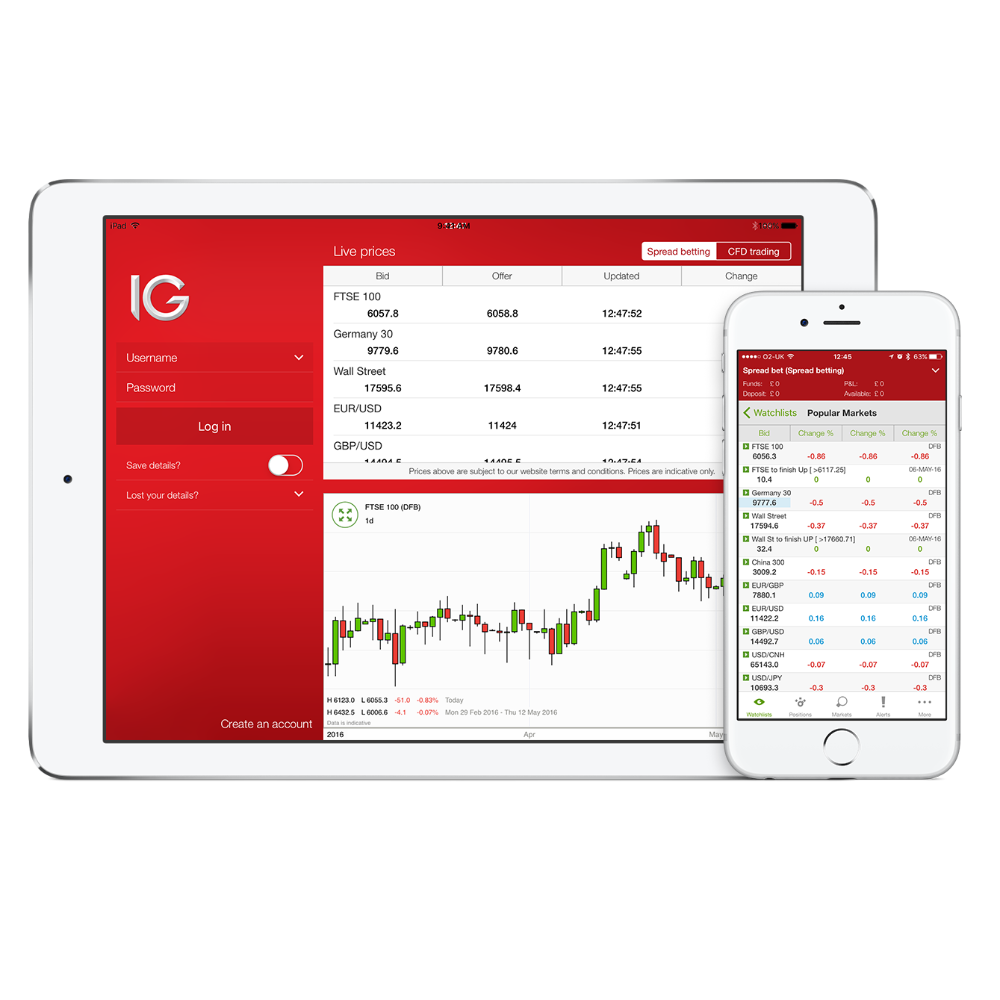 iPad
Live prices
Spread betting CFD trading
Bid Offer Updated Change
IG
FTSE 100
6057.8 6058.8 12:47:52
Germany 30
9779.6 9780.6 12:47:55
Wall Street
17595.6 17598.4 12:47:55
EUR/USD
11423.2 11424 12:47:51
GBP/USD
Prices above are subject to our website terms and conditions. Prices are indicative only.
Username
Password
Log in
Save details?
Lost your details?
Create an account
FTSE 100 (DFB)
1d
H 6123.0 L 6055.3 -51.0 -0.83% Today
H 6432.5 L 6006.6 -4.1 -0.07% Mon 29 Feb 2016 - Thu 12 May 2016
Data is indicative
2016 Apr May
O2-UK 12:45 63%
Spread bet (Spread betting)
Funds: £0 P&L: £0
Deposit: £0 Available: £0
Watchlists Popular Markets
Bid Change % Change % Change %
FTSE 100 DFB
6056.3 -0.86 -0.86 -0.86
FTSE to finish Up [ >6117.25] 06-MAY-16
10.4 0 0 0
Germany 30 DFB
9777.6 -0.5 -0.5 -0.5
Wall Street DFB
17594.6 -0.37 -0.37 -0.37
Wall St to finish UP [ >17660.71] 06-MAY-16
32.4 0 0 0
China 300 DFB
3009.2 -0.15 -0.15 -0.15
EUR/GBP DFB
7880.1 0.09 0.09 0.09
EUR/USD DFB
11422.2 0.16 0.16 0.16
GBP/USD DFB
14492.7 0.06 0.06 0.06
USD/CNH DFB
65143.0 -0.07 -0.07 -0.07
USD/JPY DFB
10693.3 -0.3 -0.3 -0.3
Watchlists Positions Markets Alerts More